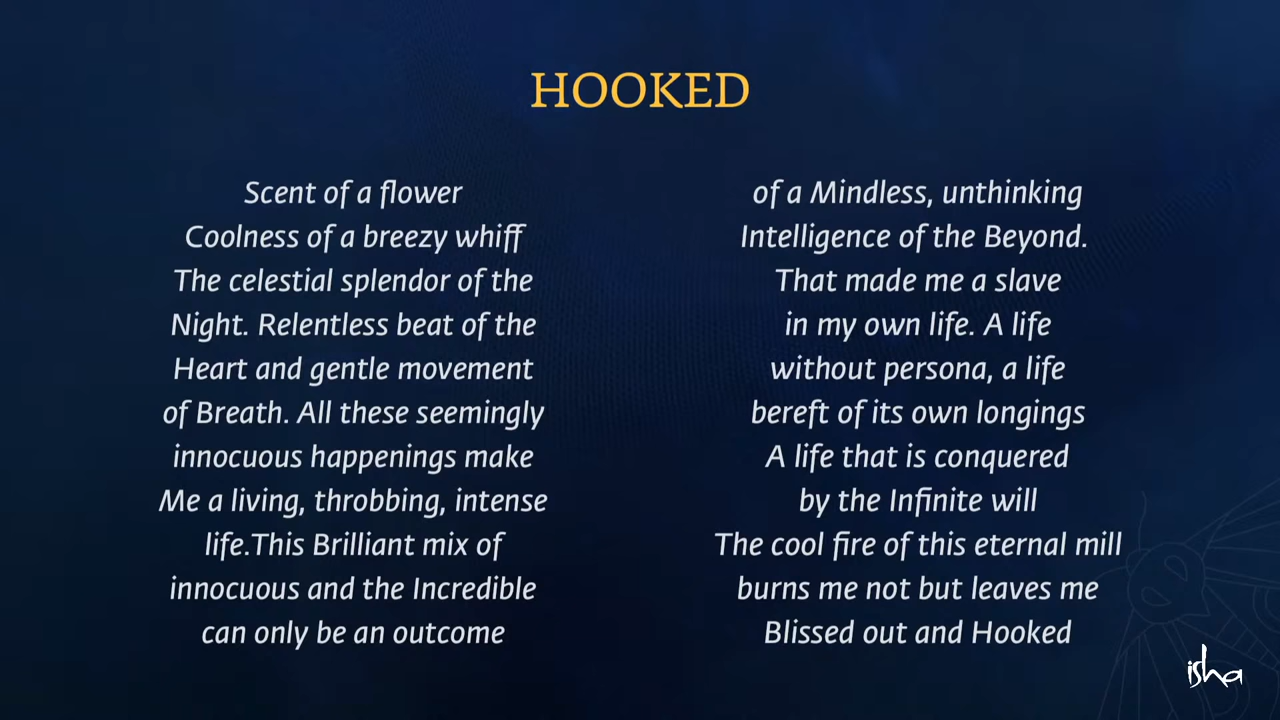 HOOKED
Scent of a flower
Coolness of a breezy whiff
The celestial splendor of the
Night. Relentless beat of the
Heart and gentle movement
of Breath. All these seemingly
innocuous happenings make
Me a living, throbbing, intense
life.This Brilliant mix of
innocuous and the Incredible
can only be an outcome
of a Mindless, unthinking
Intelligence of the Beyond.
That made me a slave
in my own life. A life
without persona, a life
bereft of its own longings
A life that is conquered
by the Infinite will
The cool fire of this eternal mill
burns me not but leaves me
Blissed out and Hooked
isha